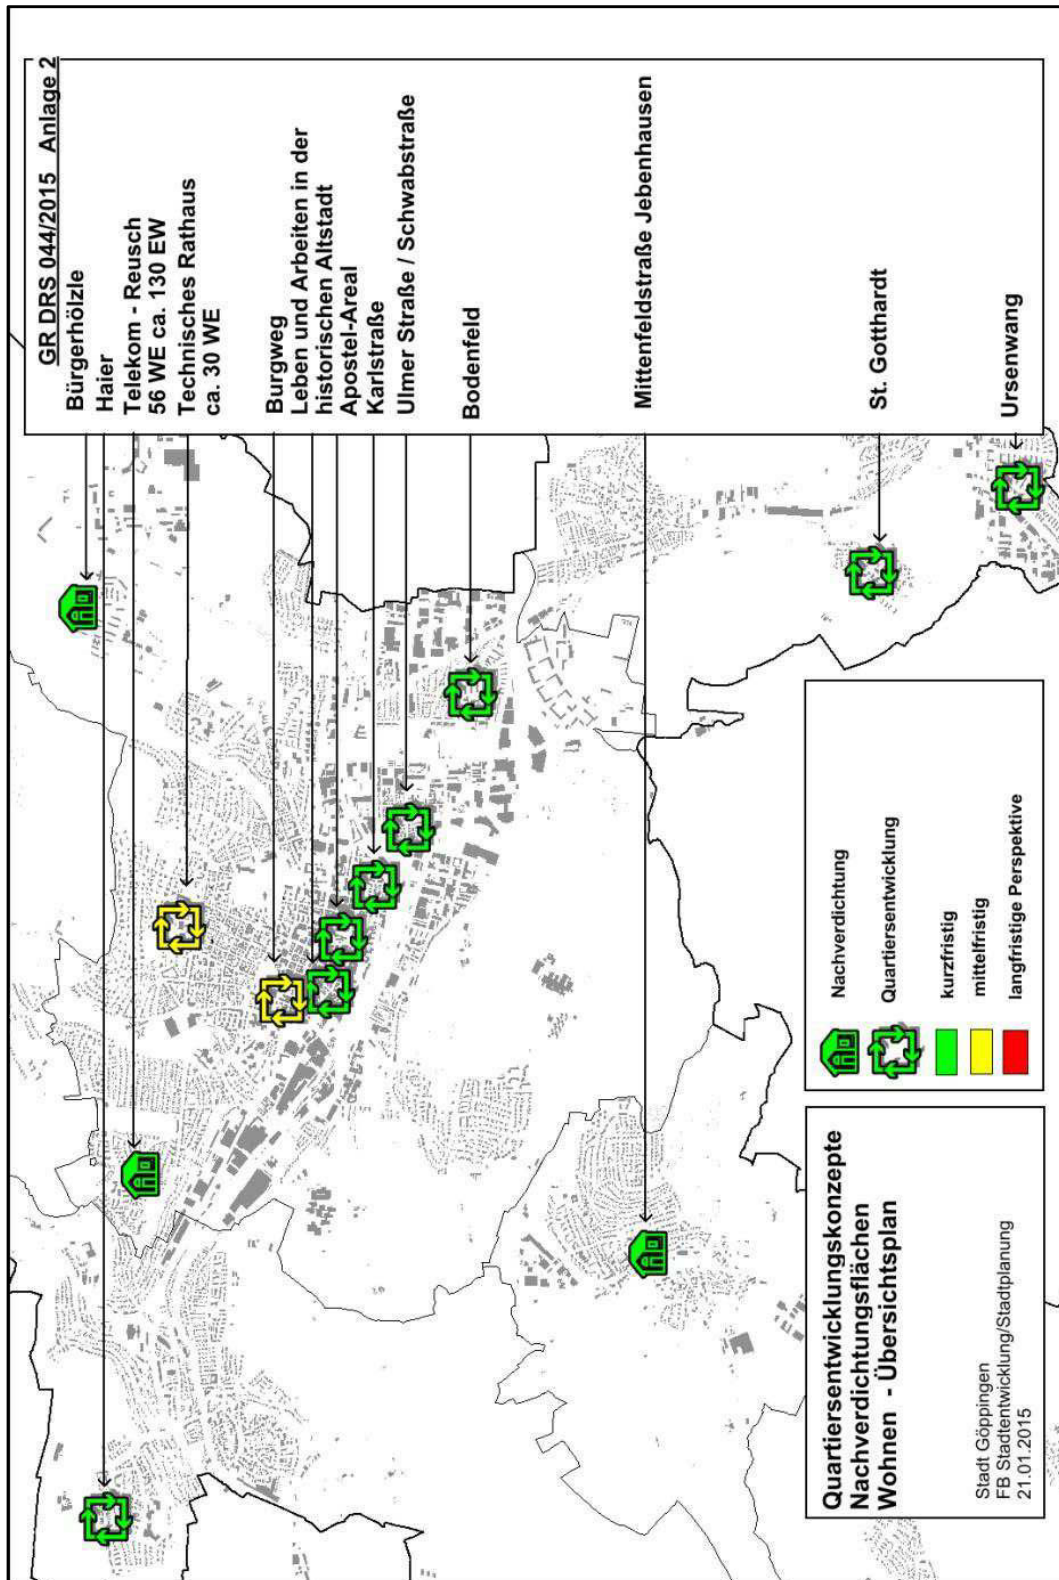 GR DRS 044/2015 Anlage 2
Bürgerhölzle
Haier
Telekom - Reusch
56 WE ca. 130 EW
Technisches Rathaus
ca. 30 WE
Burgweg
Leben und Arbeiten in der
historischen Altstadt
Apostel-Areal
Karlstraße
Ulmer Straße / Schwabstraße
Bodenfeld
Mittenfeldstraße Jebenhausen
St. Gotthardt
Ursenwang
Quartiersentwicklungskonzepte
Nachverdichtungsflächen
Wohnen - Übersichtsplan
Stadt Göppingen
FB Stadtentwicklung/Stadtplanung
21.01.2015
Nachverdichtung
Quartiersentwicklung
kurzfristig
mittelfristig
langfristige Perspektive